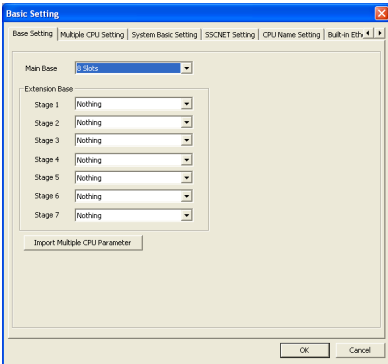 Basic Setting
Base Setting Multiple CPU Setting System Basic Setting SSCNET Setting CPU Name Setting Built-in Eth
Main Base 8 Slots
Extension Base
Stage 1 Nothing
Stage 2 Nothing
Stage 3 Nothing
Stage 4 Nothing
Stage 5 Nothing
Stage 6 Nothing
Stage 7 Nothing
Import Multiple CPU Parameter
OK Cancel